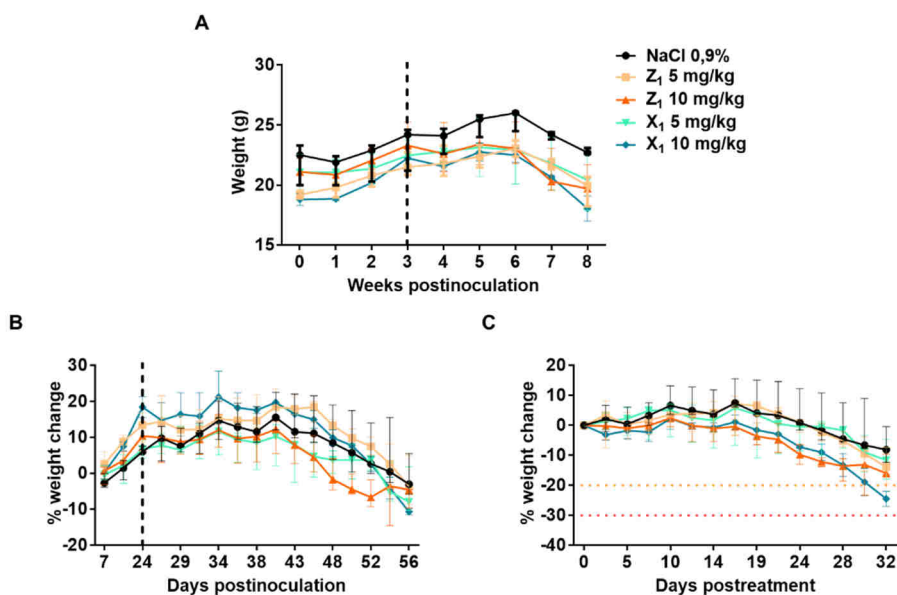 A
NaCl 0,9%
Z1 5 mg/kg
Z1 10 mg/kg
X1 5 mg/kg
X1 10 mg/kg
Weight (g)
30
25
20
15
0 1 2 3 4 5 6 7 8
Weeks postinoculation
B
% weight change
30
20
10
0
-10
-20
7 24 29 34 38 43 48 52 56
Days postinoculation
C
% weight change
20
10
0
-10
-20
-30
-40
0 5 10 14 19 24 28 32
Days postreatment